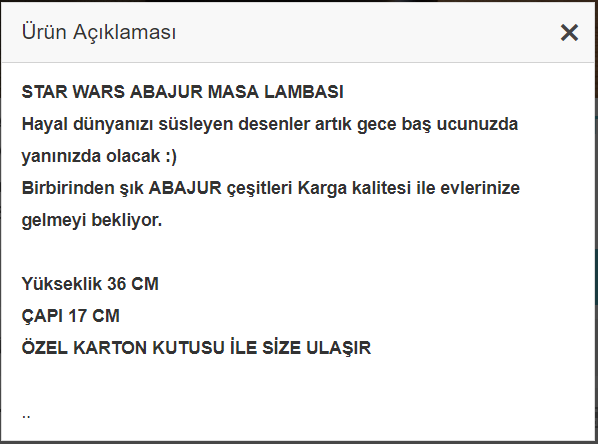 Ürün Açıklaması
STAR WARS ABAJUR MASA LAMBASI
Hayal dünyanızı süsleyen desenler artık gece baş ucunuzda
yanınızda olacak :)
Birbirinden şık ABAJUR çeşitleri Karga kalitesi ile evlerinize
gelmeyi bekliyor.
Yükseklik 36 CM
ÇAPI 17 CM
ÖZEL KARTON KUTUSU İLE SİZE ULAŞIR
..